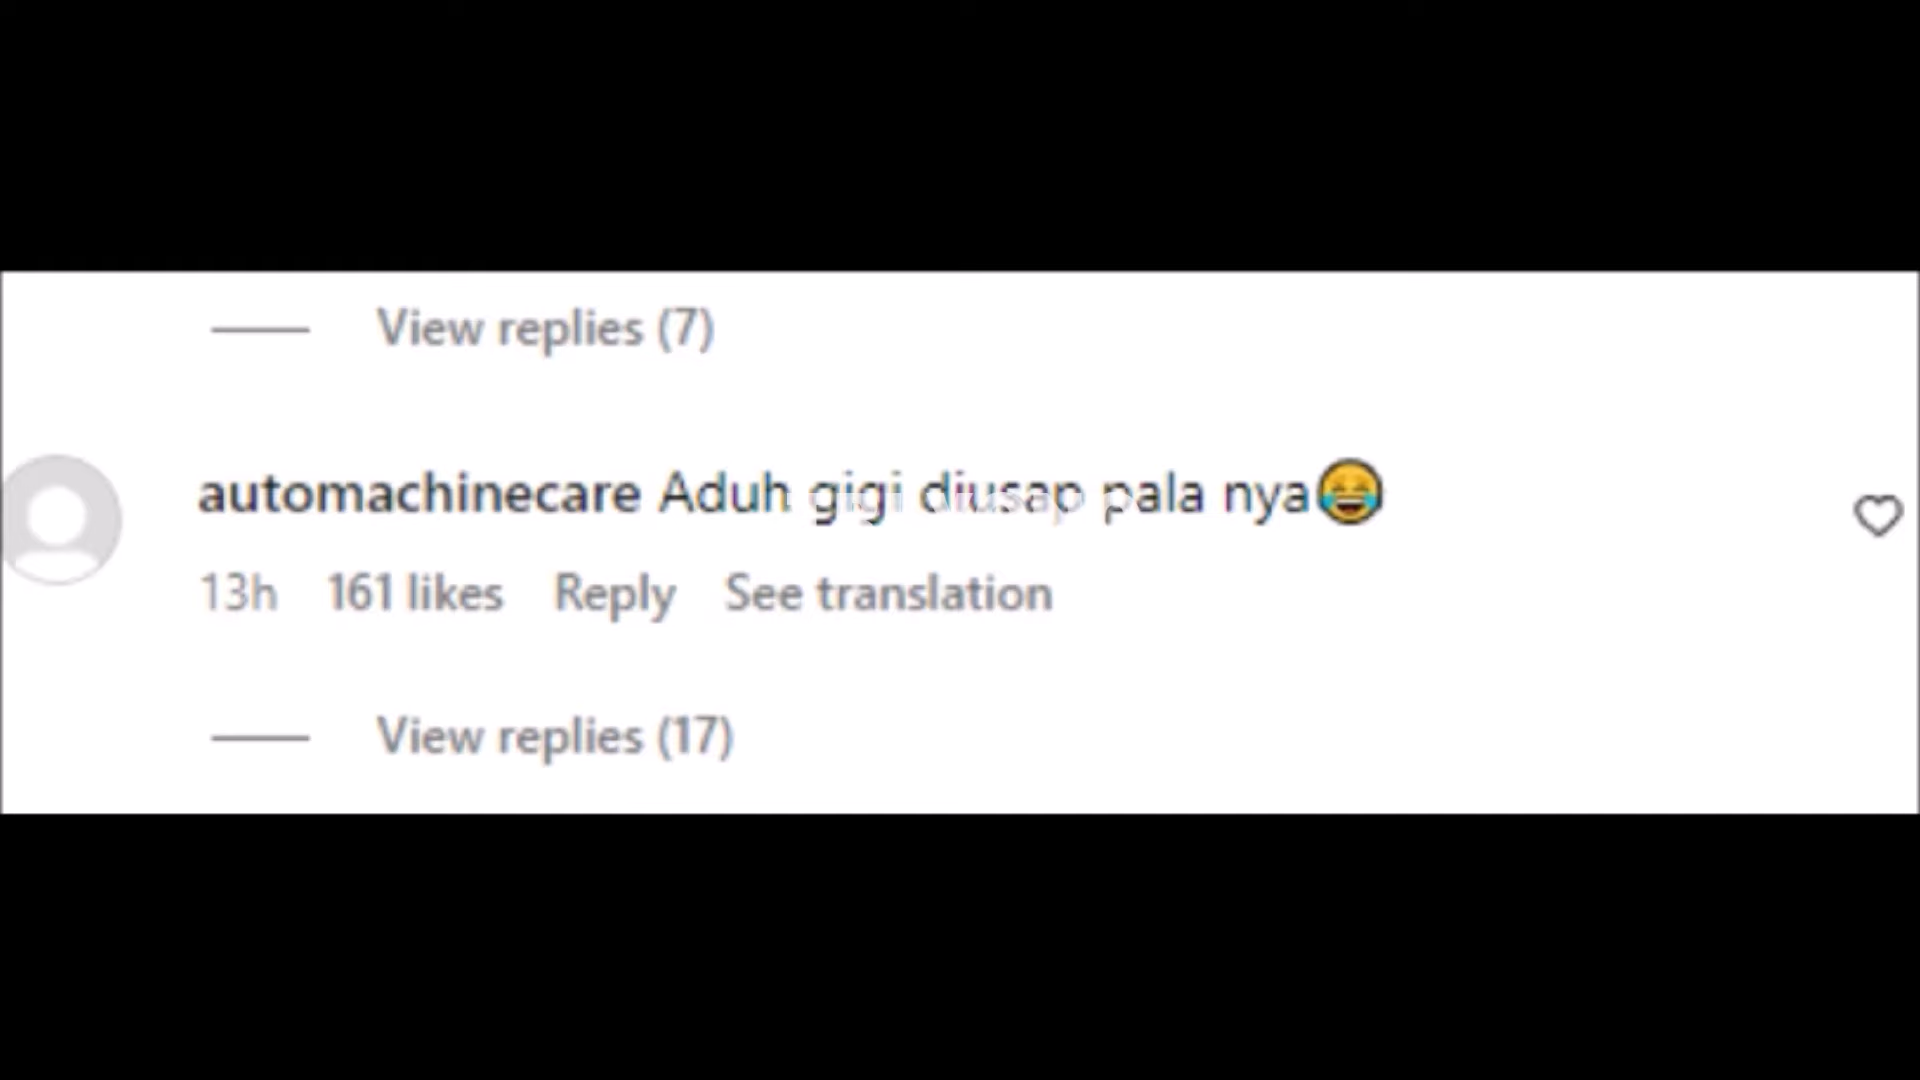 View replies (7)
automachinecare Aduh gigi diusap pala nya😂
13h 161 likes Reply See translation
View replies (17)